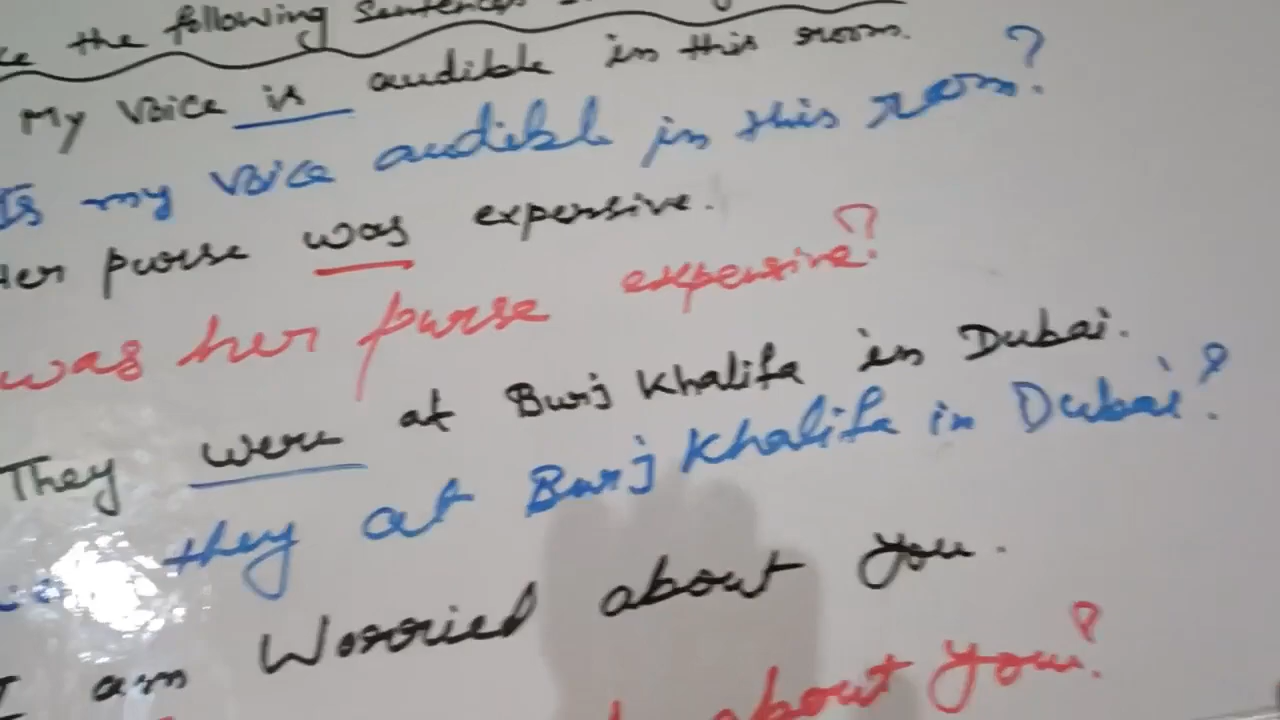 the following Sentences
My Voice is audible in this room.
Is my voice audible in this room?
Her purse was expensive.
was her purse expensive?
They were at Burj Khalifa in Dubai.
they at Burj Khalifa in Dubai?
I am Worried about you.
about you?